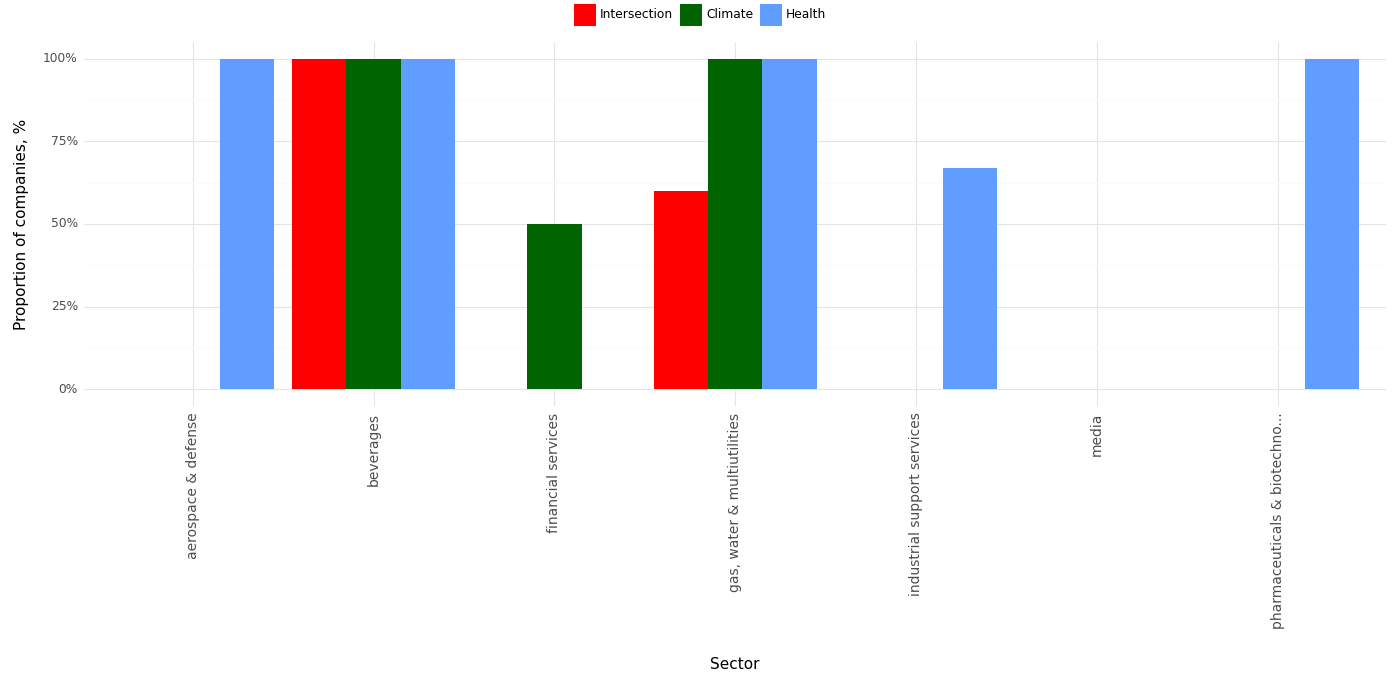 Intersection Climate Health
Proportion of companies, %
100%
75%
50%
25%
0%
aerospace & defense
beverages
financial services
gas, water & multiutilities
industrial support services
media
pharmaceuticals & biotechno...
Sector